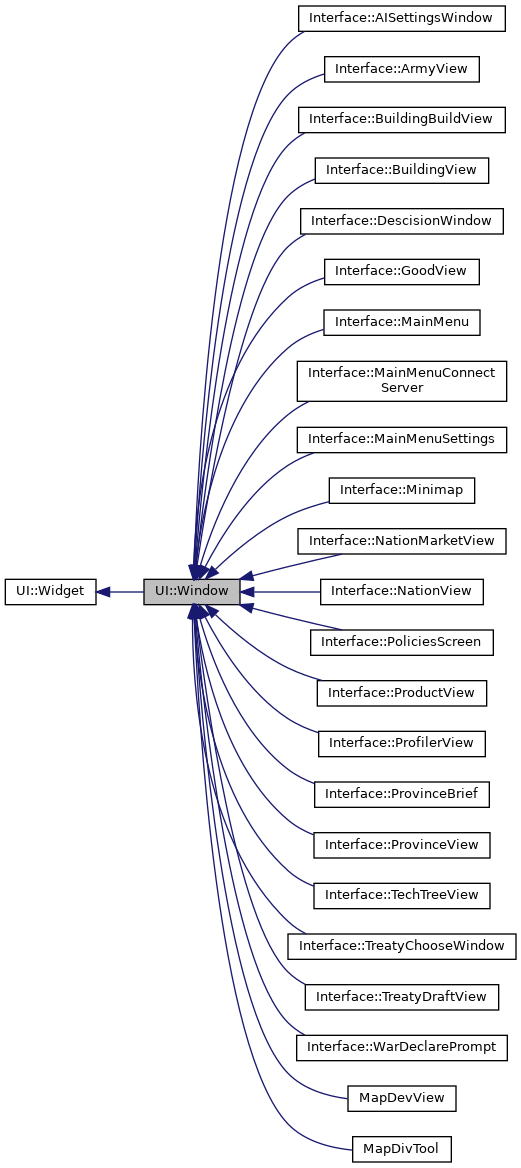 Interface::AISettingsWindow
Interface::ArmyView
Interface::BuildingBuildView
Interface::BuildingView
Interface::DescisionWindow
Interface::GoodView
Interface::MainMenu
Interface::MainMenuConnect
Server
Interface::MainMenuSettings
Interface::Minimap
Interface::NationMarketView
UI::Widget
UI::Window
Interface::NationView
Interface::PoliciesScreen
Interface::ProductView
Interface::ProfilerView
Interface::ProvinceBrief
Interface::ProvinceView
Interface::TechTreeView
Interface::TreatyChooseWindow
Interface::TreatyDraftView
Interface::WarDeclarePrompt
MapDevView
MapDivTool